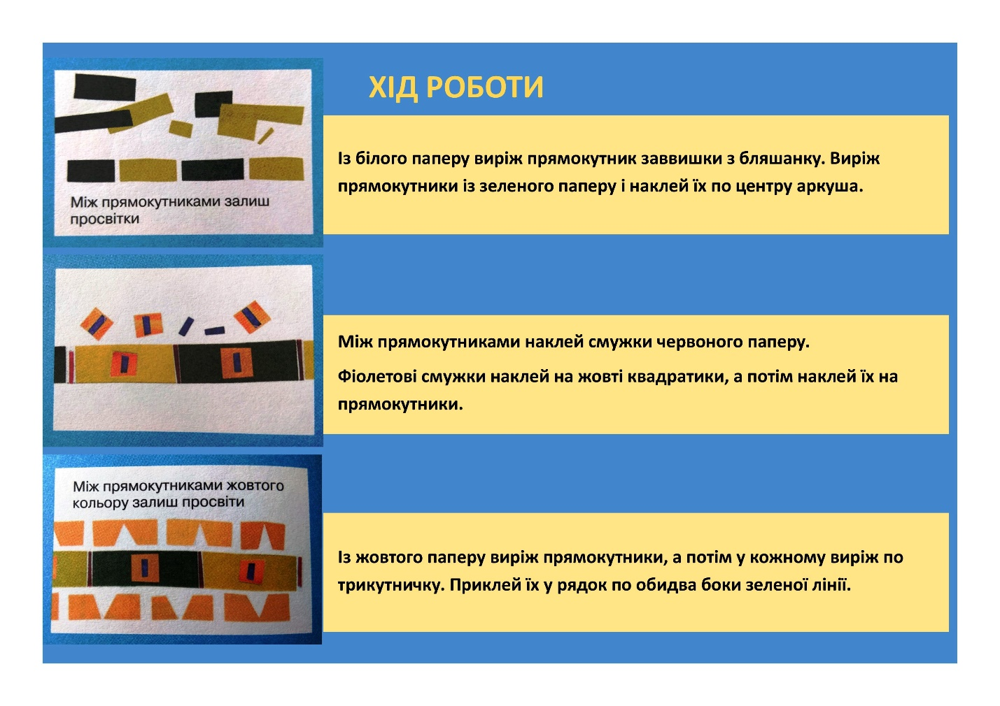 ХІД РОБОТИ
Між прямокутниками залиш
просвітки
Із білого паперу виріж прямокутник заввишки з бляшанку. Виріж
прямокутники із зеленого паперу і наклей їх по центру аркуша.
Між прямокутниками наклей смужки червоного паперу.
Фіолетові смужки наклей на жовті квадратики, а потім наклей їх на
прямокутники.
Між прямокутниками жовтого
кольору залиш просвіти
Із жовтого паперу виріж прямокутники, а потім у кожному виріж по
трикутничку. Приклей їх у рядок по обидва боки зеленої лінії.